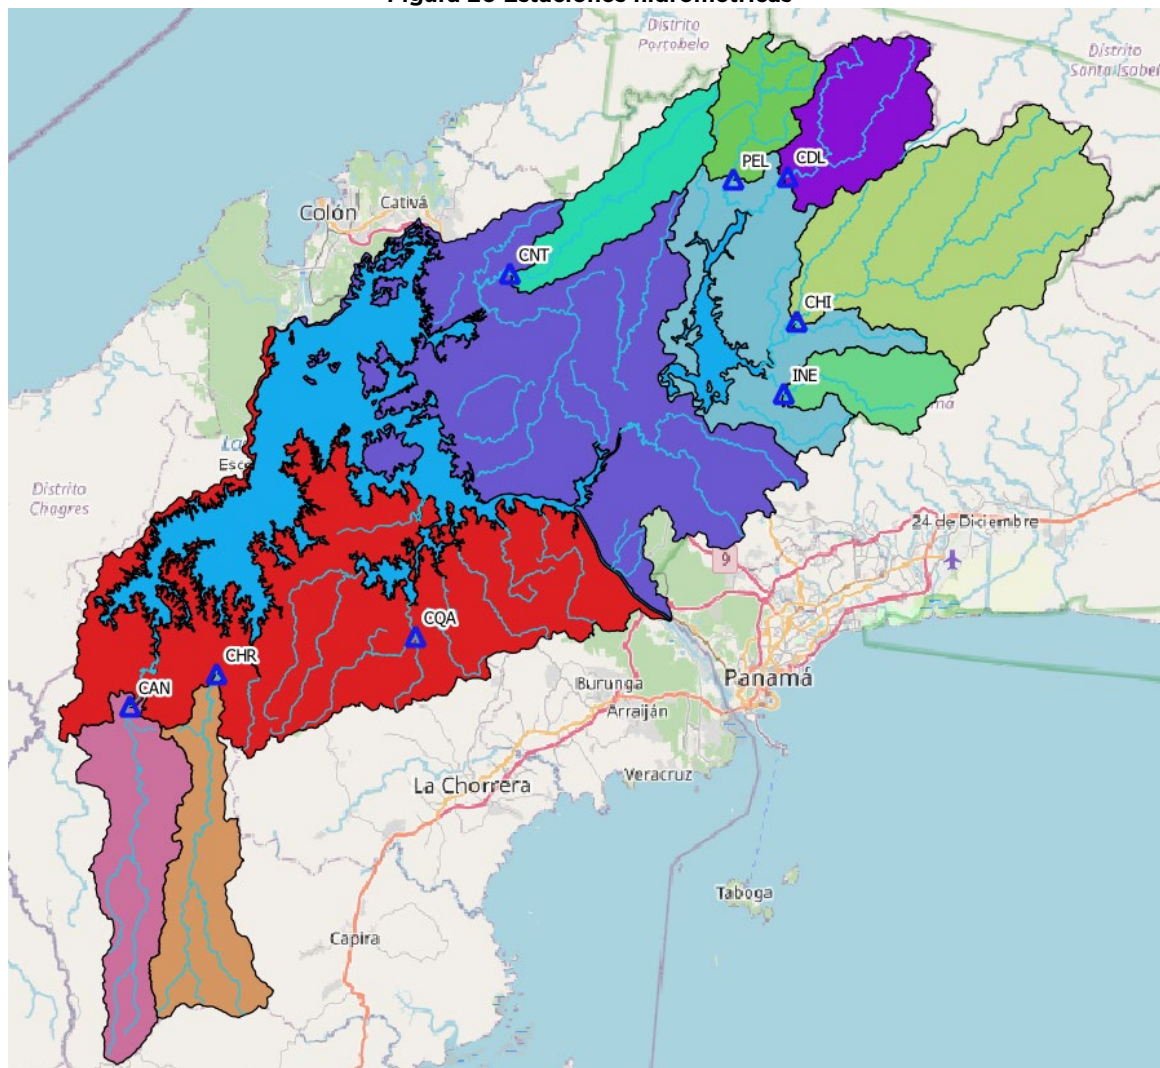 Distrito
Portobelo
Distrito
Santa Isabel
PEL
CDL
Colón
Cativá
CNT
CHI
INE
Distrito
Chagres
24 de Diciembre
9
CQA
CHR
CAN
Panamá
Burunga
Arraiján
La Chorrera
Veracruz
Taboga
Capira